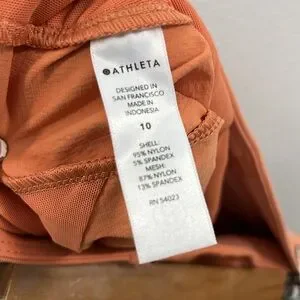 ATHLETA
DESIGNED IN
SAN FRANCISCO
MADE IN
INDONESIA
10
SHELL:
95% NYLON
5% SPANDEX
MESH:
87% NYLON
13% SPANDEX
RN 54023